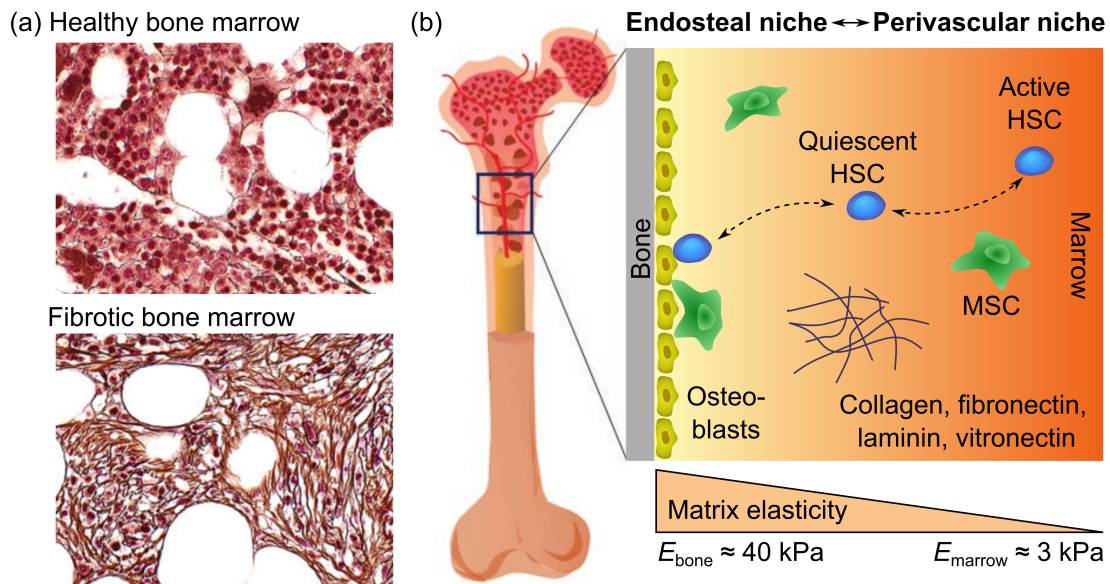 (a) Healthy bone marrow
Fibrotic bone marrow
(b)
Endosteal niche ↔ Perivascular niche
Active
HSC
Quiescent
HSC
Bone
Marrow
MSC
Osteo-
blasts
Collagen, fibronectin,
laminin, vitronectin
Matrix elasticity
E_bone ≈ 40 kPa
E_marrow ≈ 3 kPa